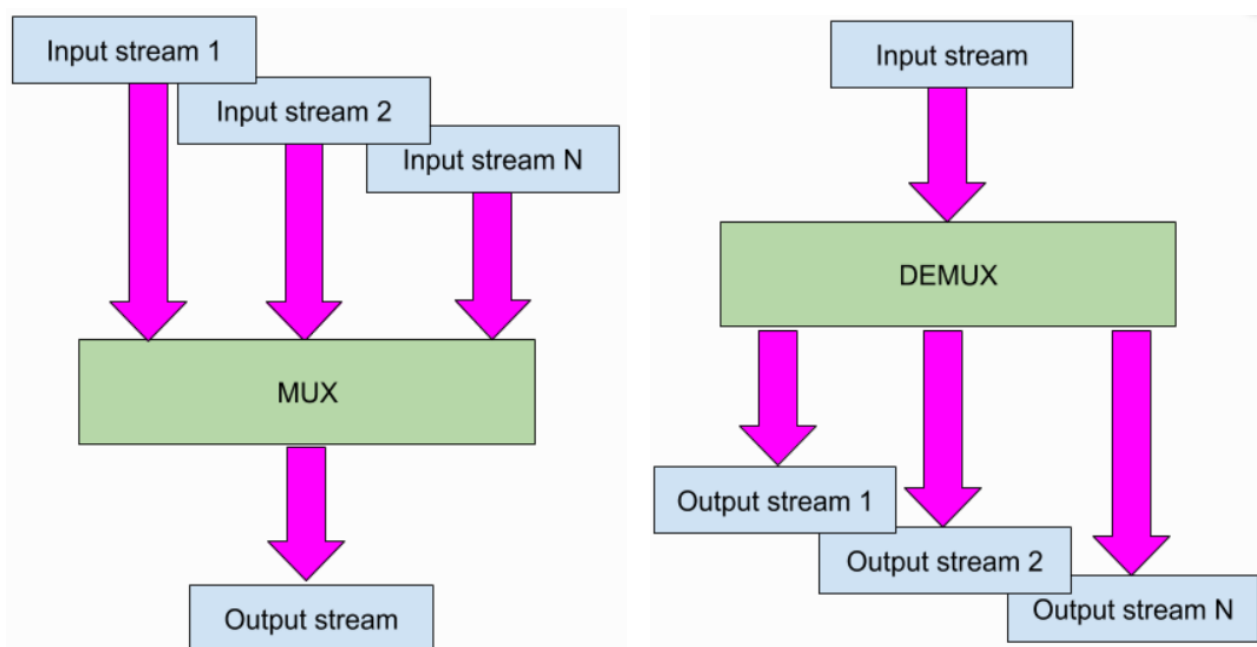 Input stream 1
Input stream 2
Input stream N
MUX
Output stream
Input stream
DEMUX
Output stream 1
Output stream 2
Output stream N